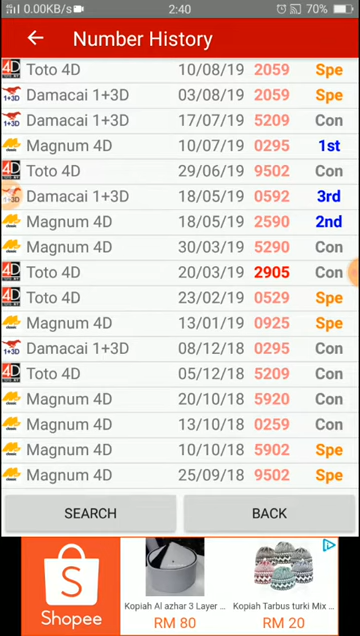 0.00KB/s 2:40 70%
Number History
Toto 4D 10/08/19 2059 Spe
Damacai 1+3D 03/08/19 2059 Spe
Damacai 1+3D 17/07/19 5209 Con
Magnum 4D 10/07/19 0295 1st
Toto 4D 29/06/19 9502 Con
Damacai 1+3D 18/05/19 0592 3rd
Magnum 4D 18/05/19 2590 2nd
Magnum 4D 30/03/19 5290 Con
Toto 4D 20/03/19 2905 Con
Toto 4D 23/02/19 0529 Spe
Magnum 4D 13/01/19 0925 Spe
Damacai 1+3D 08/12/18 0295 Con
Toto 4D 05/12/18 5209 Con
Magnum 4D 20/10/18 5920 Con
Magnum 4D 13/10/18 0259 Con
Magnum 4D 10/10/18 5902 Spe
Magnum 4D 25/09/18 9502 Spe
SEARCH BACK
S
Shopee
Kopiah Al azhar 3 Layer ... Kopiah Tarbus turki Mix ...
RM 80 RM 20